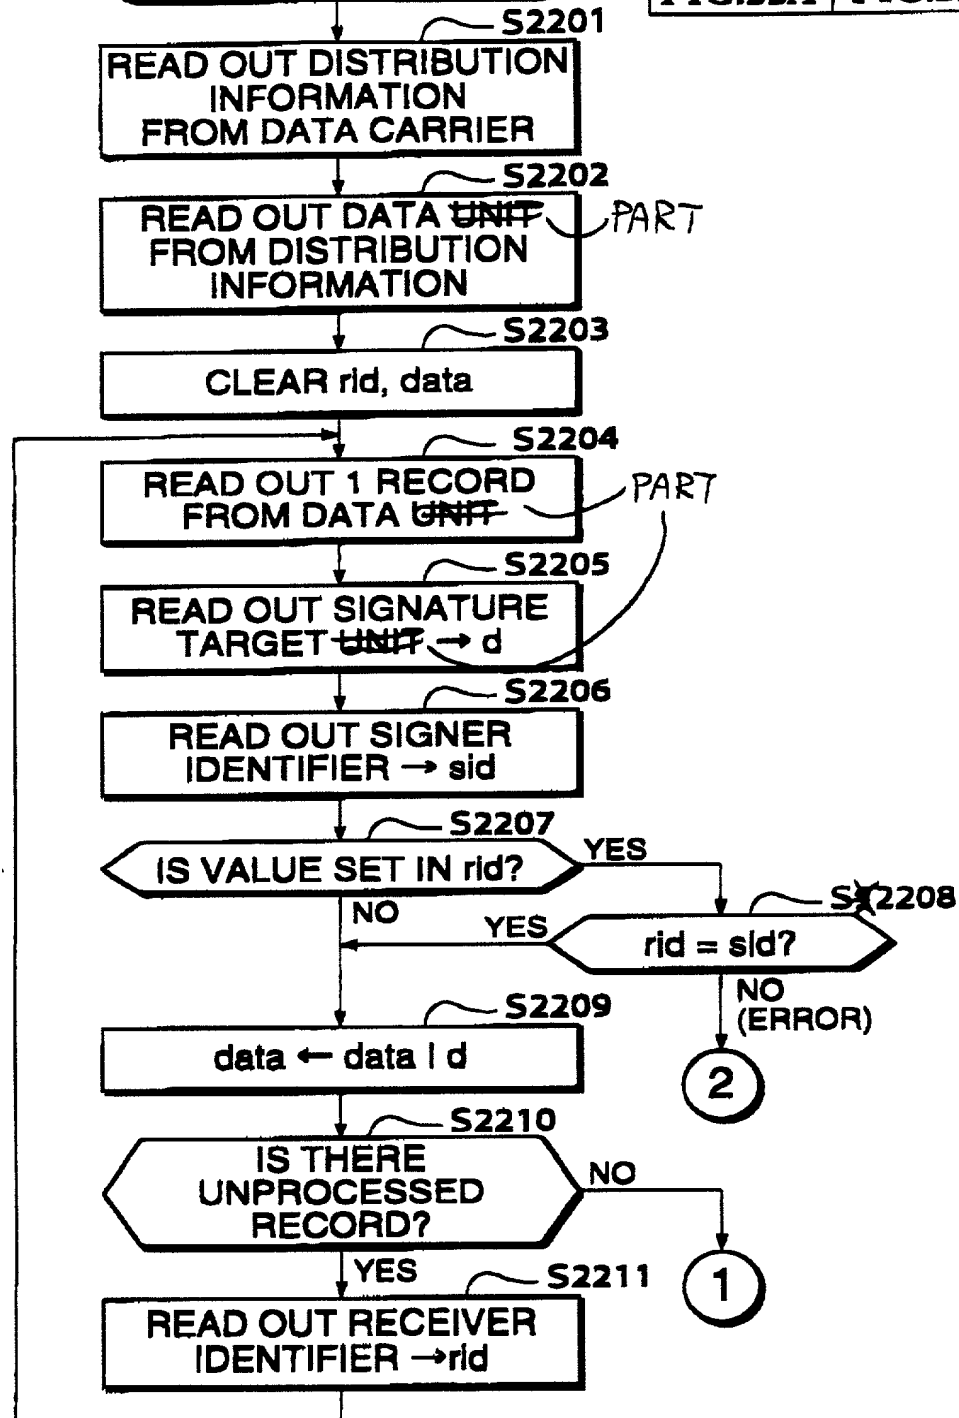 S2201
READ OUT DISTRIBUTION
INFORMATION
FROM DATA CARRIER
S2202
READ OUT DATA UNIT PART
FROM DISTRIBUTION
INFORMATION
S2203
CLEAR rid, data
S2204
READ OUT 1 RECORD PART
FROM DATA UNIT
S2205
READ OUT SIGNATURE
TARGET UNIT → d
S2206
READ OUT SIGNER
IDENTIFIER → sid
S2207
IS VALUE SET IN rid? YES
NO
S2208
YES rid = sid?
NO
(ERROR)
S2209
data ← data | d
2
S2210
IS THERE
UNPROCESSED
RECORD?
NO
YES
1
S2211
READ OUT RECEIVER
IDENTIFIER →rid